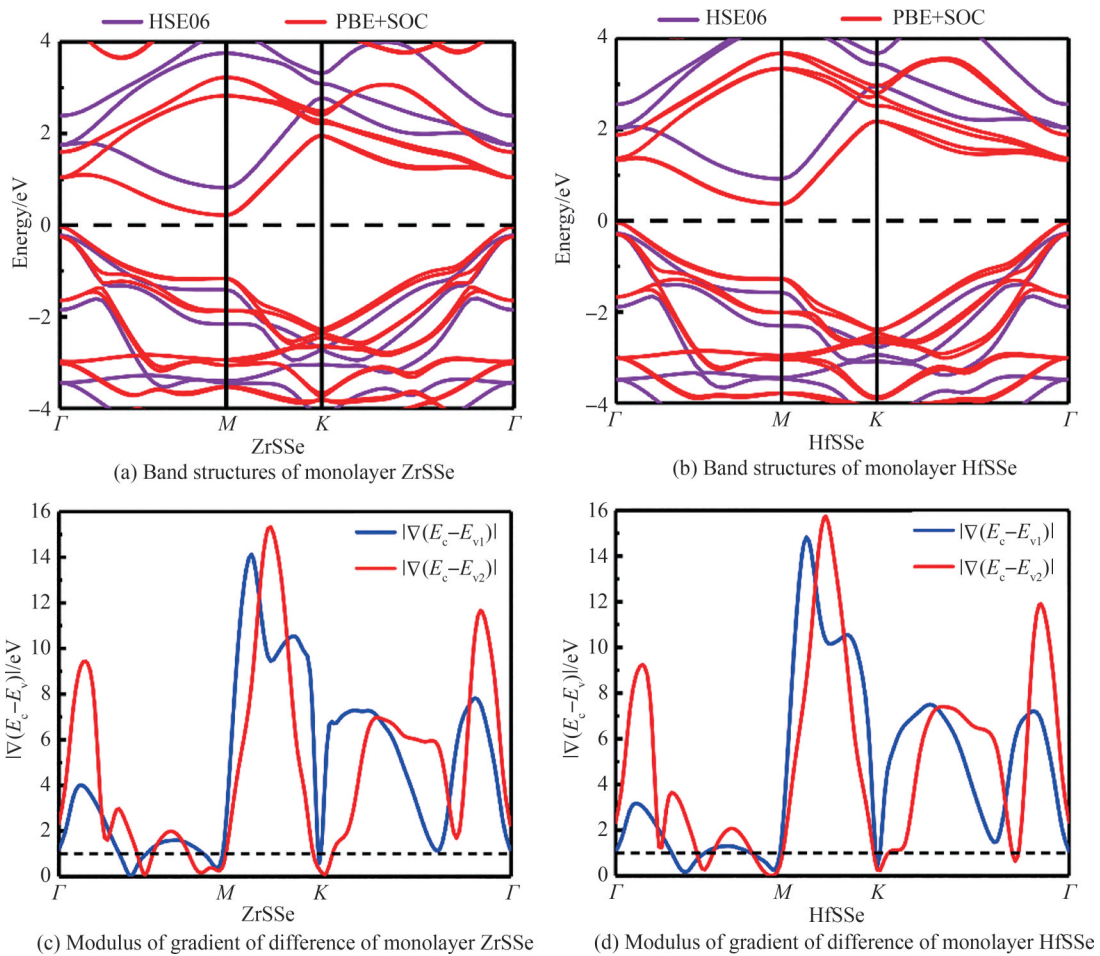 HSE06 PBE+SOC
HSE06 PBE+SOC
4
2
0
−2
−4
Energy/eV
Γ M K Γ
ZrSSe
(a) Band structures of monolayer ZrSSe
4
2
0
−2
−4
Energy/eV
Γ M K Γ
HfSSe
(b) Band structures of monolayer HfSSe
16
14
12
10
8
6
4
2
0
|∇(Ec−Ev)|/eV
|∇(Ec−Ev1)|
|∇(Ec−Ev2)|
Γ M K Γ
ZrSSe
(c) Modulus of gradient of difference of monolayer ZrSSe
16
14
12
10
8
6
4
2
0
|∇(Ec−Ev)|/eV
|∇(Ec−Ev1)|
|∇(Ec−Ev2)|
Γ M K Γ
HfSSe
(d) Modulus of gradient of difference of monolayer HfSSe